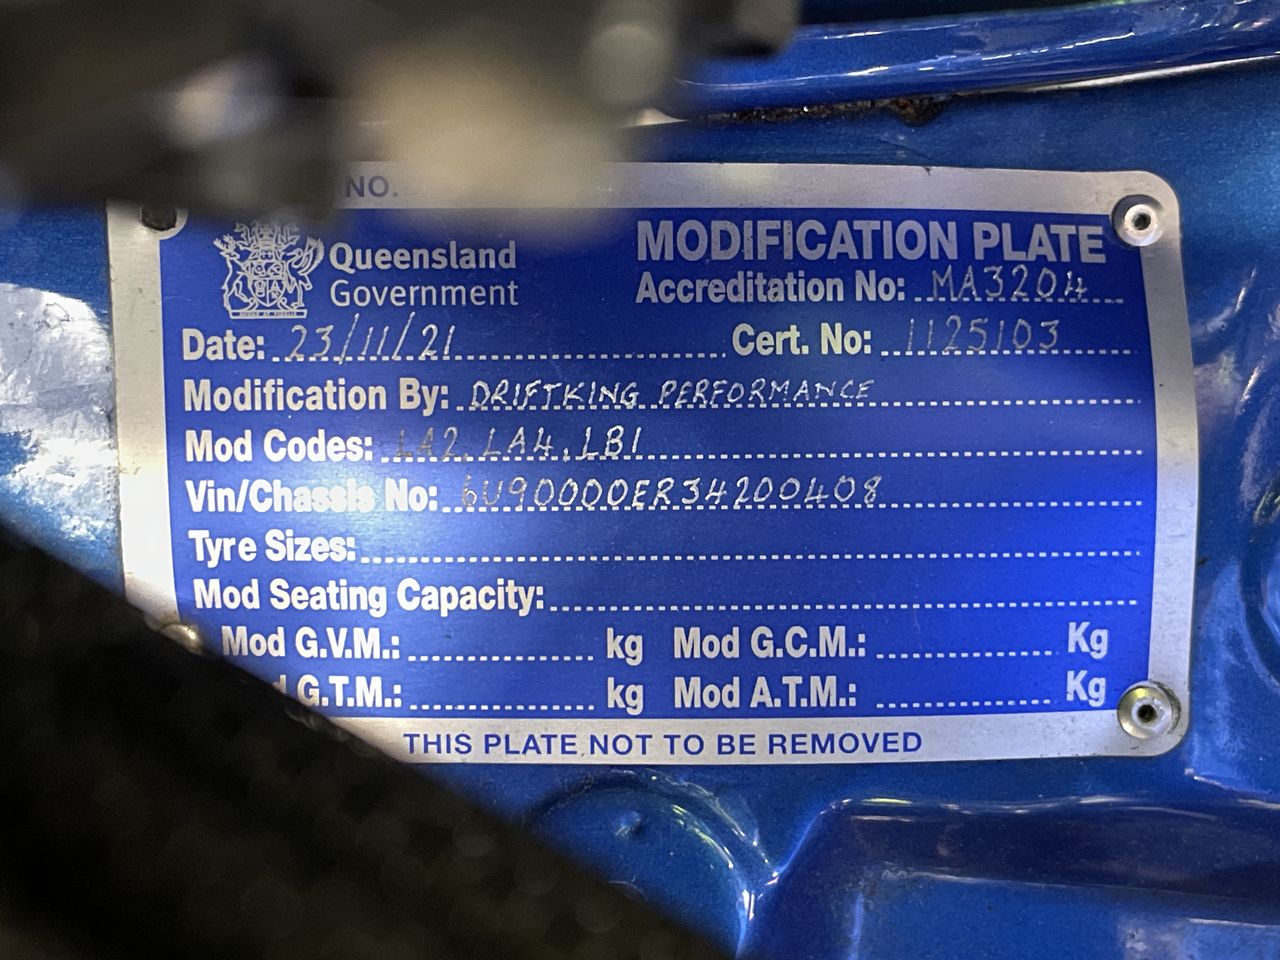 NO.
Queensland
Government
MODIFICATION PLATE
Accreditation No: MA3204
Date: 23/11/21 Cert. No: 1125103
Modification By: DRIFTKING PERFORMANCE
Mod Codes: LA2, LA4, LB1
Vin/Chassis No: 6U90000ER34200408
Tyre Sizes:
Mod Seating Capacity:
Mod G.V.M.: kg Mod G.C.M.: Kg
G.T.M.: kg Mod A.T.M.: Kg
THIS PLATE NOT TO BE REMOVED